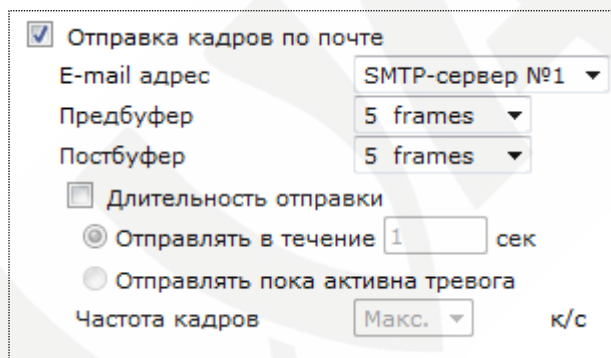 Отправка кадров по почте
E-mail адрес SMTP-сервер №1
Предбуфер 5 frames
Постбуфер 5 frames
Длительность отправки
Отправлять в течение 1 сек
Отправлять пока активна тревога
Частота кадров Макс. к/с